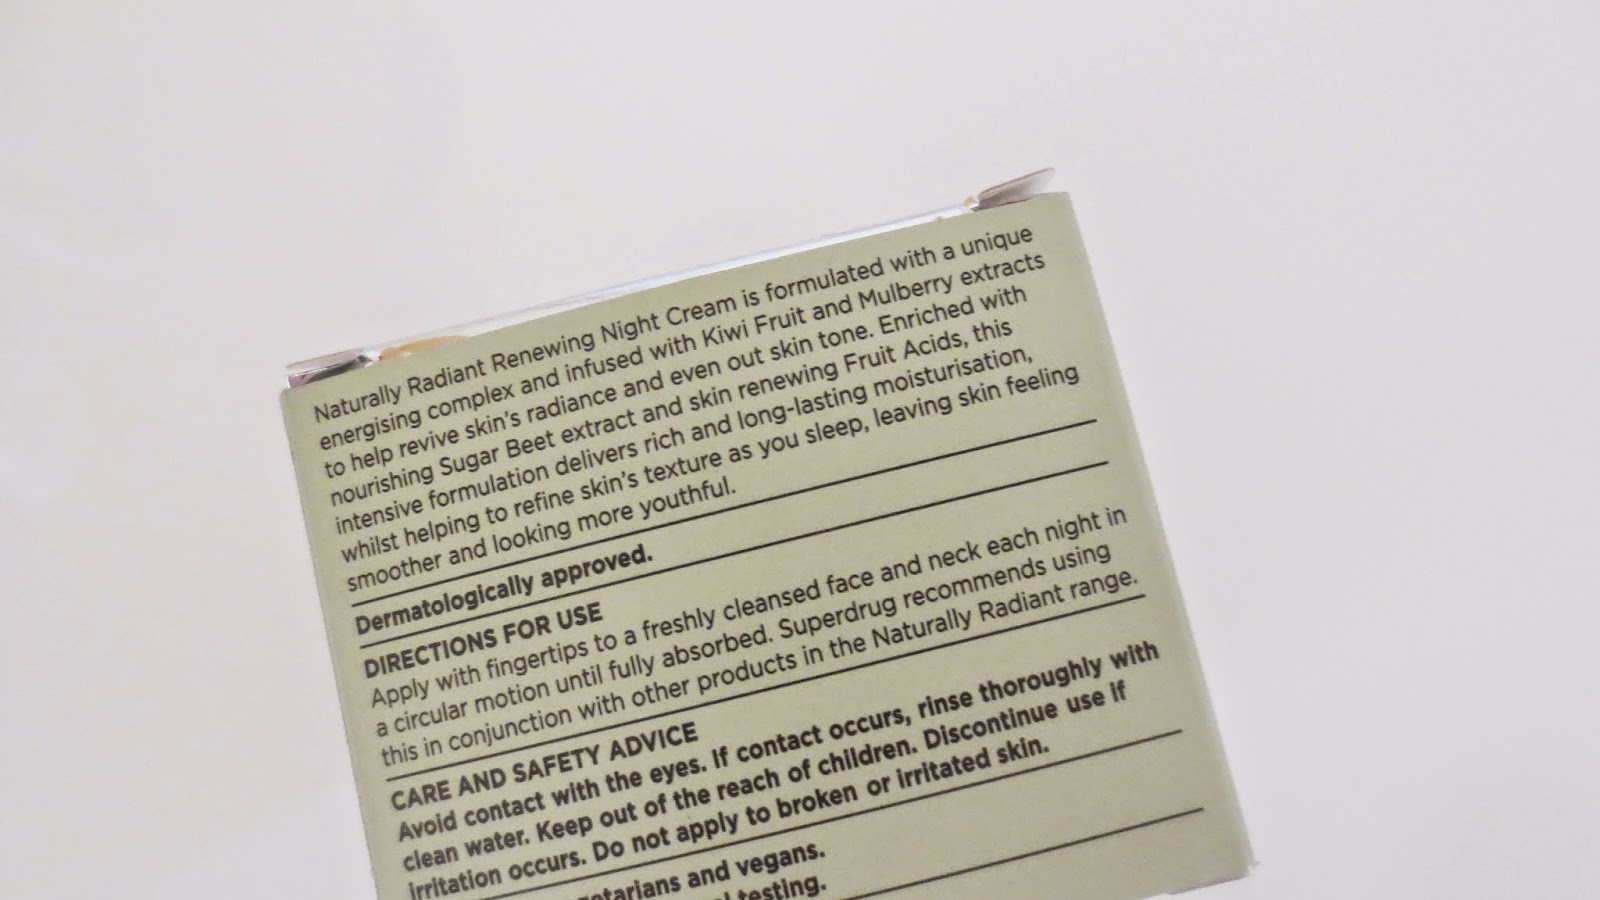 Naturally Radiant Renewing Night Cream is formulated with a unique
energising complex and infused with Kiwi Fruit and Mulberry extracts
to help revive skin's radiance and even out skin tone. Enriched with
nourishing Sugar Beet extract and skin renewing Fruit Acids, this
intensive formulation delivers rich and long-lasting moisturisation,
whilst helping to refine skin's texture as you sleep, leaving skin feeling
smoother and looking more youthful.
Dermatologically approved.
DIRECTIONS FOR USE
Apply with fingertips to a freshly cleansed face and neck each night in
a circular motion until fully absorbed. Superdrug recommends using
this in conjunction with other products in the Naturally Radiant range.
CARE AND SAFETY ADVICE
Avoid contact with the eyes. If contact occurs, rinse thoroughly with
clean water. Keep out of the reach of children. Discontinue use if
irritation occurs. Do not apply to broken or irritated skin.
and vegans.
testing.